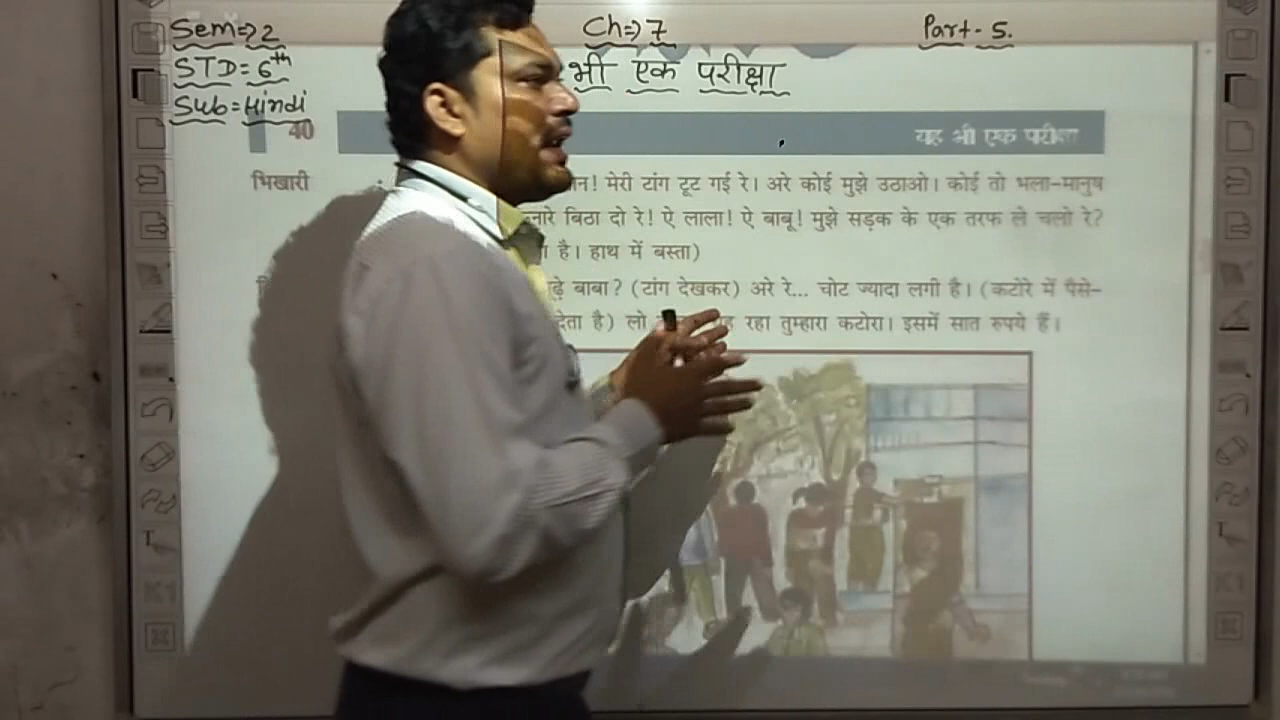 Sem⇒2
Ch⇒7
Part-5.
STD=6th
भी एक परीक्षा
Sub=Hindi
40
यह भी एक परीक्षा
भिखारी : मेरी टांग टूट गई रे। अरे कोई मुझे उठाओ। कोई तो भला-मानुष
बिठा दो रे! ऐ लाला! ऐ बाबू! मुझे सड़क के एक तरफ ले चलो रे?
है। हाथ में बस्ता)
बाबा? (टांग देखकर) अरे रे... चोट ज्यादा लगी है। (कटोरे में पैसे-
देता है) लो रहा तुम्हारा कटोरा। इसमें सात रुपये हैं।